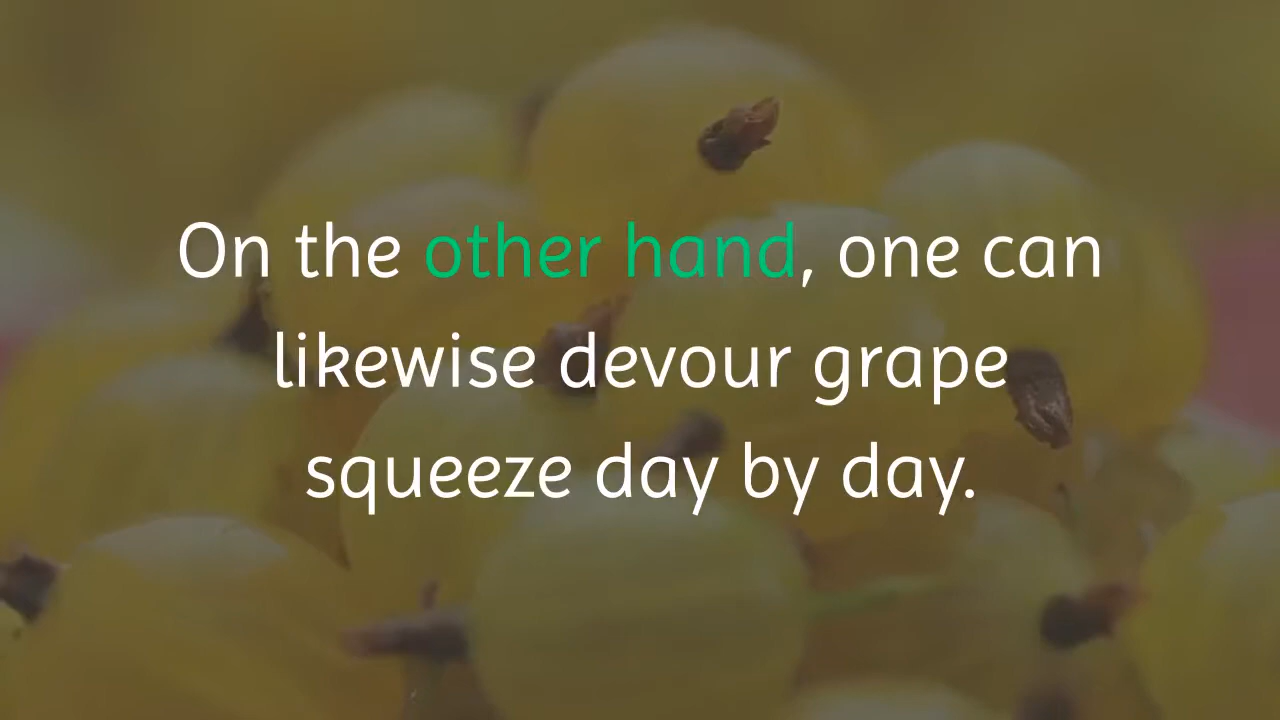 On the other hand, one can
likewise devour grape
squeeze day by day.